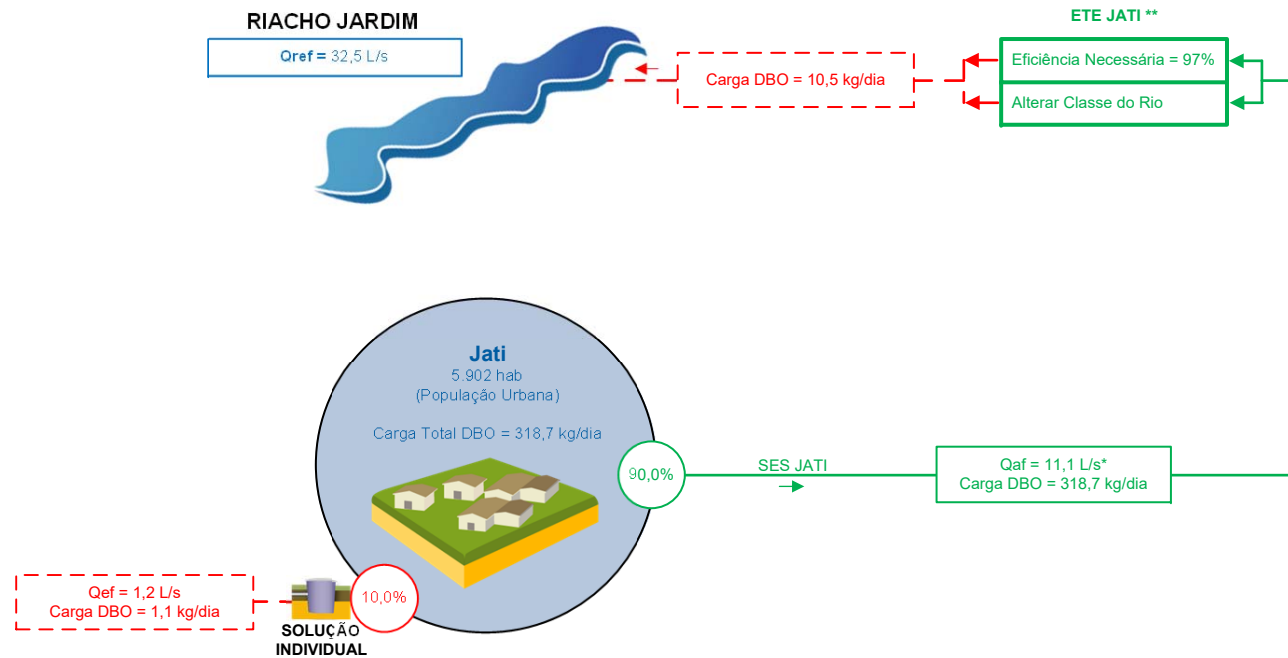 RIACHO JARDIM
Qref = 32,5 L/s
Carga DBO = 10,5 kg/dia
ETE JATI **
Eficiência Necessária = 97%
Alterar Classe do Rio
Jati
5.902 hab
(População Urbana)
Carga Total DBO = 318,7 kg/dia
90,0%
SES JATI
Qaf = 11,1 L/s*
Carga DBO = 318,7 kg/dia
10,0%
Qef = 1,2 L/s
Carga DBO = 1,1 kg/dia
SOLUÇÃO
INDIVIDUAL